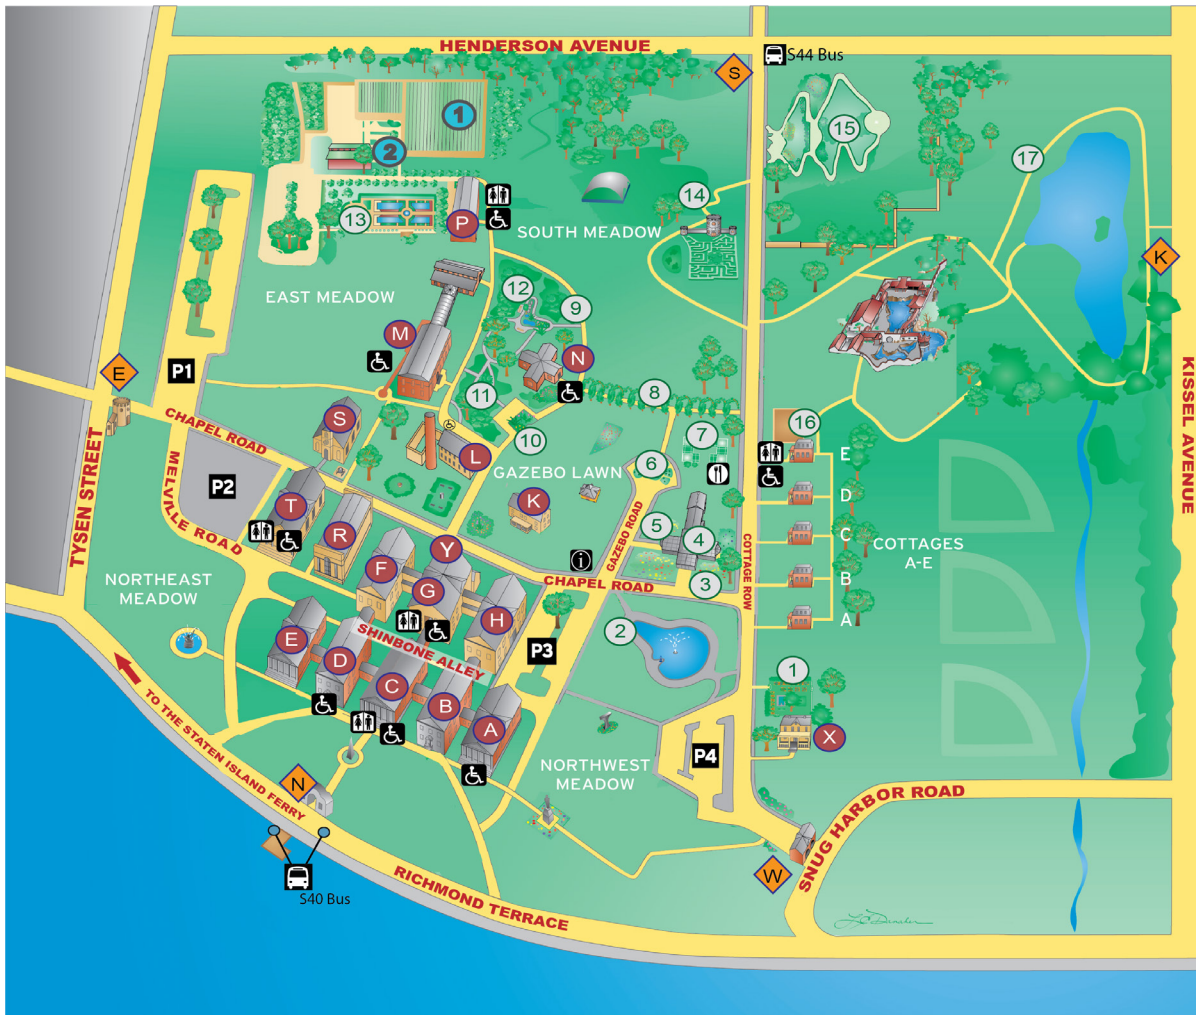 HENDERSON AVENUE
S
S44 Bus
1
2
15
17
14
13
P
SOUTH MEADOW
K
EAST MEADOW
12
9
M
N
E
P1
11
8
KISSEL AVENUE
CHAPEL ROAD
S
10
7
16
E
L
GAZEBO LAWN
6
P2
D
T
K
TYSEN STREET
MELVILLE ROAD
R
Y
GAZEBO ROAD
5
4
COTTAGE ROW
C
COTTAGES
A-E
F
i
NORTHEAST
MEADOW
G
CHAPEL ROAD
3
B
H
A
E
SHINBONE ALLEY
P3
2
D
C
1
B
A
X
TO THE STATEN ISLAND FERRY
NORTHWEST
MEADOW
P4
N
SNUG HARBOR ROAD
W
S40 Bus
RICHMOND TERRACE